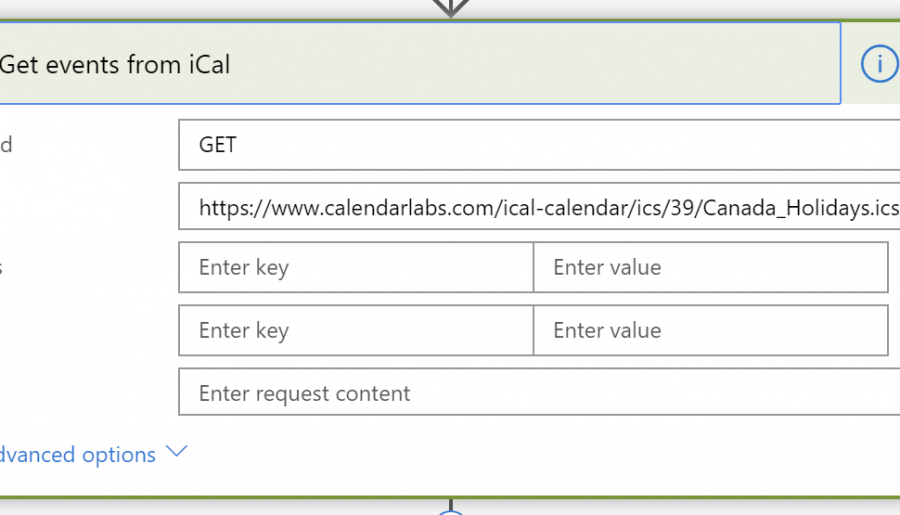 Get events from iCal
d
GET
https://www.calendarlabs.com/ical-calendar/ics/39/Canada_Holidays.ics
s
Enter key
Enter value
Enter key
Enter value
Enter request content
dvanced options